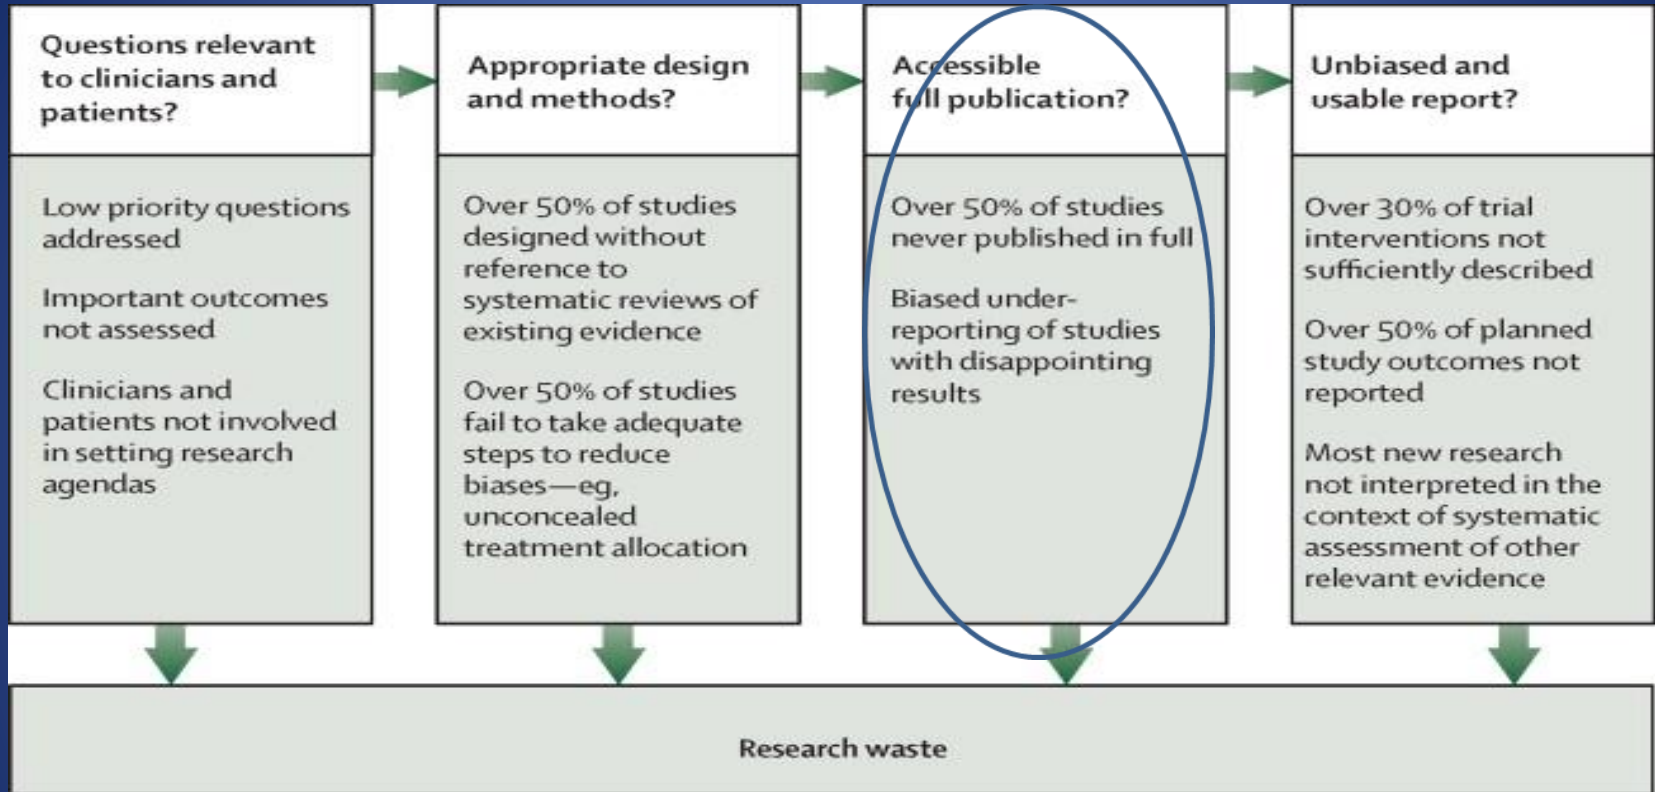 Questions relevant
to clinicians and
patients?
Low priority questions
addressed
Important outcomes
not assessed
Clinicians and
patients not involved
in setting research
agendas
Appropriate design
and methods?
Over 50% of studies
designed without
reference to
systematic reviews of
existing evidence
Over 50% of studies
fail to take adequate
steps to reduce
biases—eg,
unconcealed
treatment allocation
Accessible
full publication?
Over 50% of studies
never published in full
Biased under-
reporting of studies
with disappointing
results
Unbiased and
usable report?
Over 30% of trial
interventions not
sufficiently described
Over 50% of planned
study outcomes not
reported
Most new research
not interpreted in the
context of systematic
assessment of other
relevant evidence
Research waste